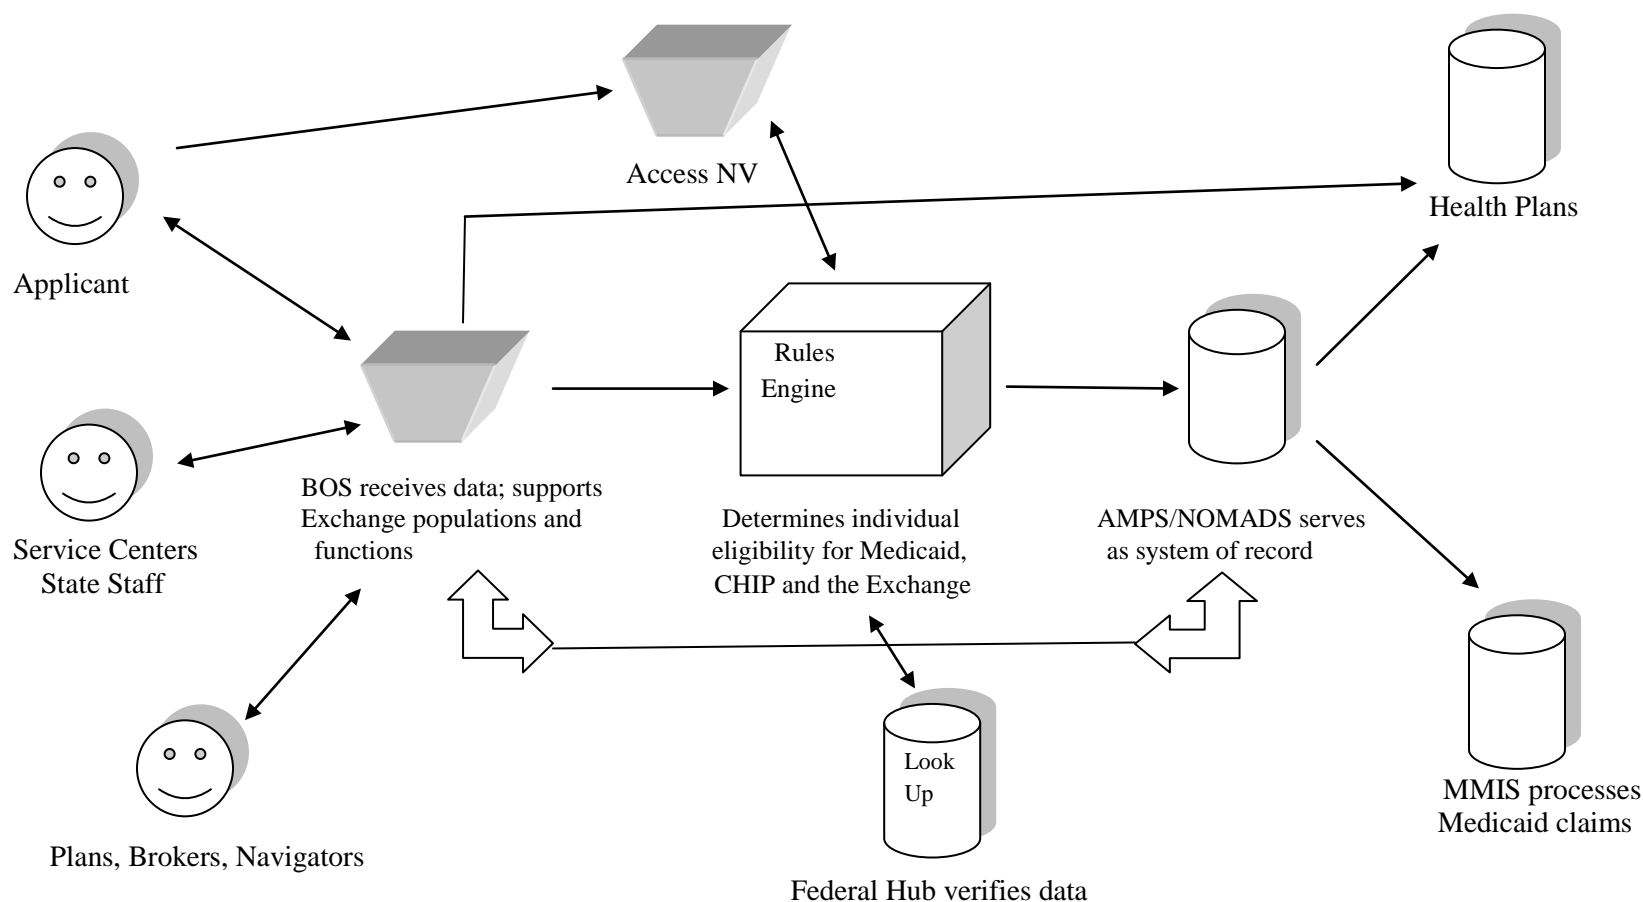 Access NV
Health Plans
Applicant
Rules
Engine
BOS receives data; supports
Exchange populations and
functions
Determines individual
eligibility for Medicaid,
CHIP and the Exchange
AMPS/NOMADS serves
as system of record
Service Centers
State Staff
Look
Up
MMIS processes
Medicaid claims
Plans, Brokers, Navigators
Federal Hub verifies data